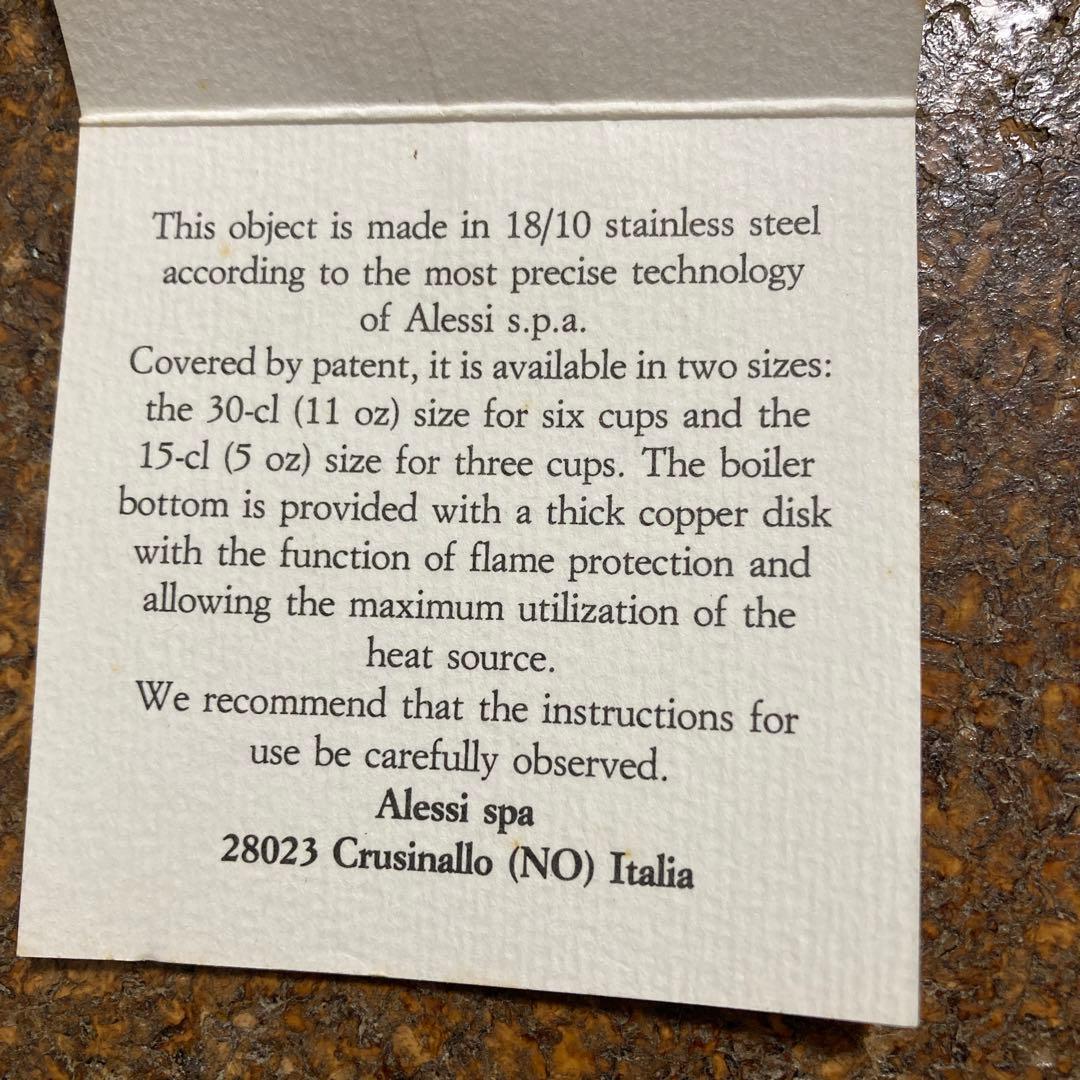 This object is made in 18/10 stainless steel
according to the most precise technology
of Alessi s.p.a.
Covered by patent, it is available in two sizes:
the 30-cl (11 oz) size for six cups and the
15-cl (5 oz) size for three cups. The boiler
bottom is provided with a thick copper disk
with the function of flame protection and
allowing the maximum utilization of the
heat source.
We recommend that the instructions for
use be carefully observed.
Alessi spa
28023 Crusinallo (NO) Italia